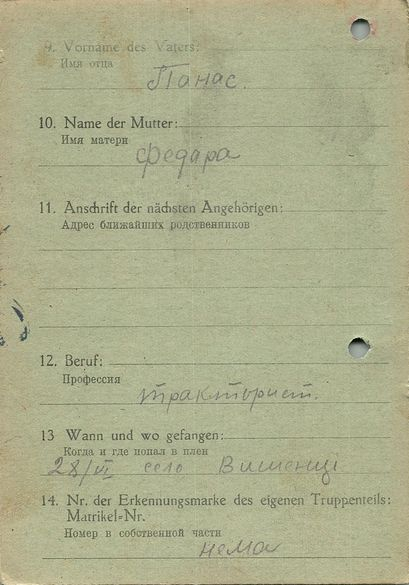 9. Vorname des Vaters:
Имя отца
Панас.
10. Name der Mutter:
Имя матери
Федара
11. Anschrift der nächsten Angehörigen:
Адрес ближайших родственников
12. Beruf:
Профессия
тракторист.
13 Wann und wo gefangen:
Когда и где попал в плен
28/VI село Вишенці
14. Nr. der Erkennungsmarke des eigenen Truppenteils:
Matrikel=Nr.
Номер в собственной части
нема